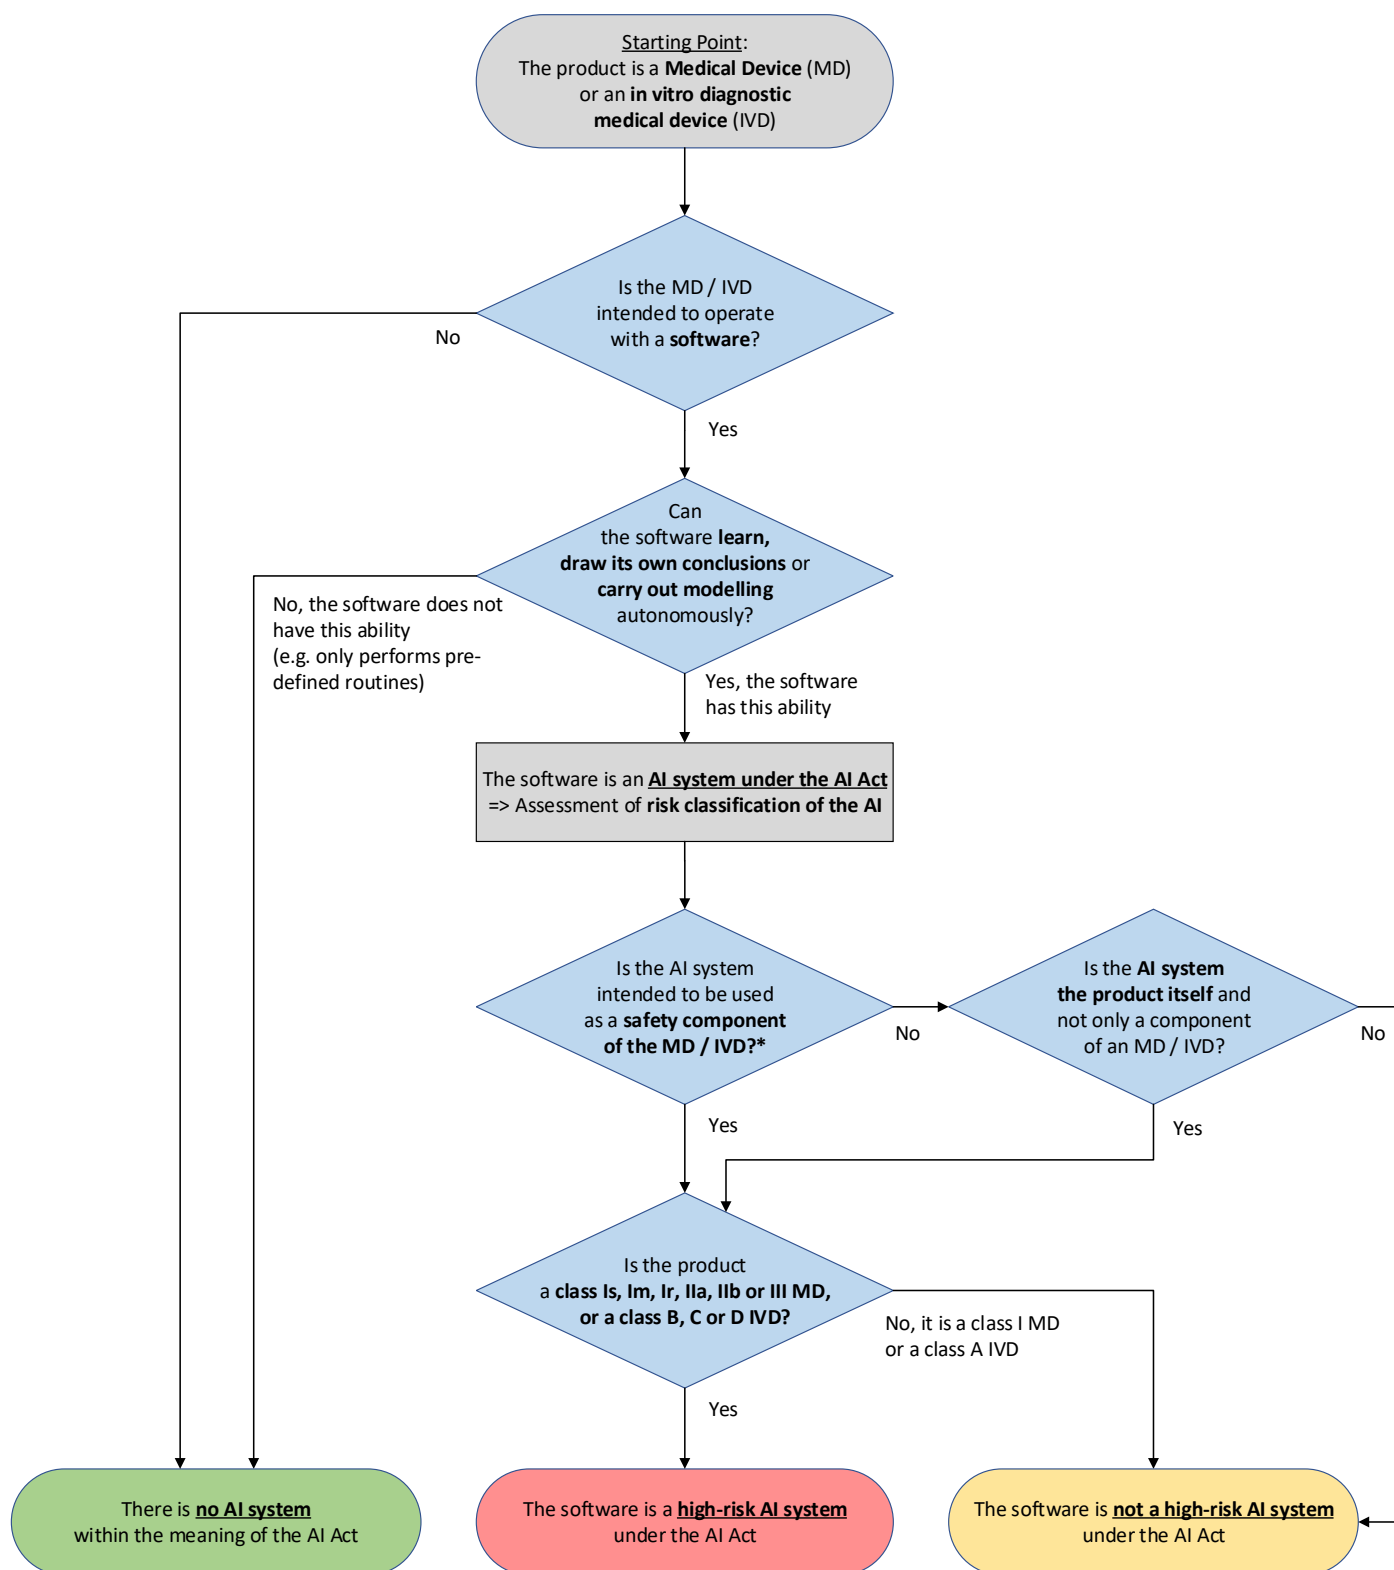 Starting Point:
The product is a Medical Device (MD)
or an in vitro diagnostic
medical device (IVD)
Is the MD / IVD
intended to operate
with a software?
No
Yes
Can
the software learn,
draw its own conclusions or
carry out modelling
autonomously?
No, the software does not
have this ability
(e.g. only performs pre-
defined routines)
Yes, the software
has this ability
The software is an AI system under the AI Act
=> Assessment of risk classification of the AI
Is the AI system
intended to be used
as a safety component
of the MD / IVD?*
No
Is the AI system
the product itself and
not only a component
of an MD / IVD?
No
Yes
Yes
Is the product
a class Is, Im, Ir, IIa, IIb or III MD,
or a class B, C or D IVD?
No, it is a class I MD
or a class A IVD
Yes
There is no AI system
within the meaning of the AI Act
The software is a high-risk AI system
under the AI Act
The software is not a high-risk AI system
under the AI Act